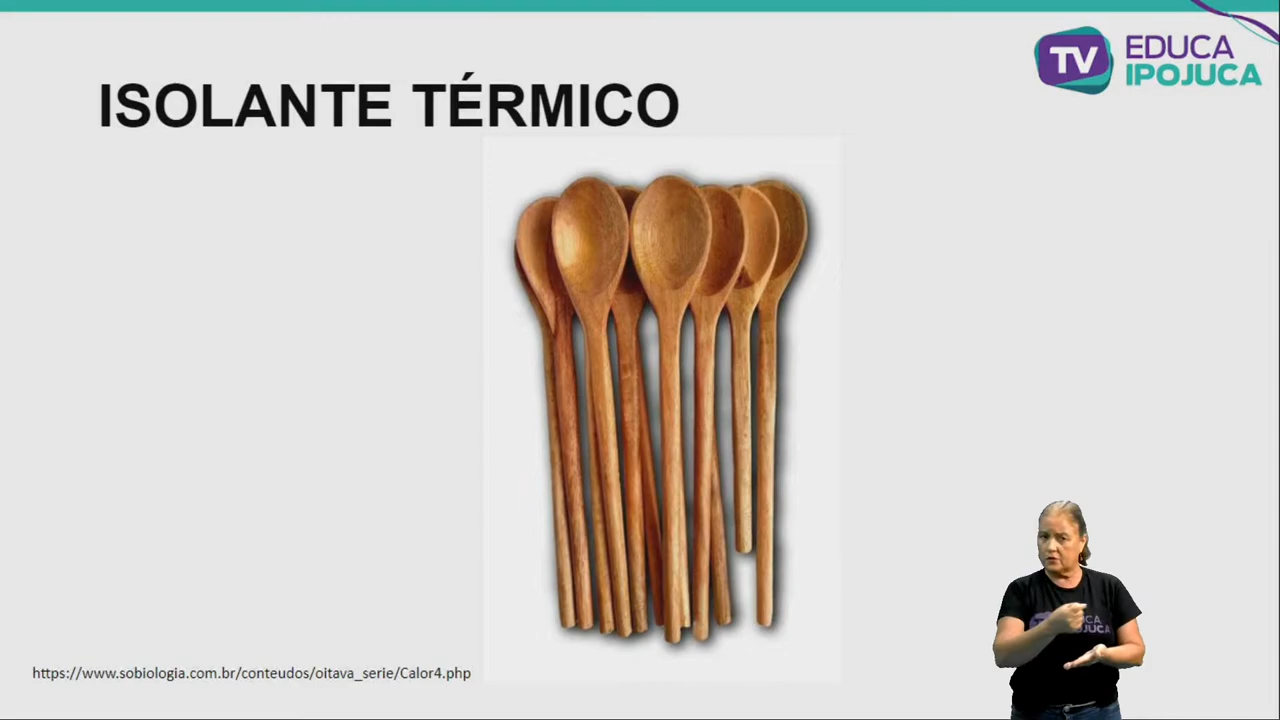 ISOLANTE TÉRMICO
TV EDUCA
IPOJUCA
https://www.sobiologia.com.br/conteudos/oitava_serie/Calor4.php